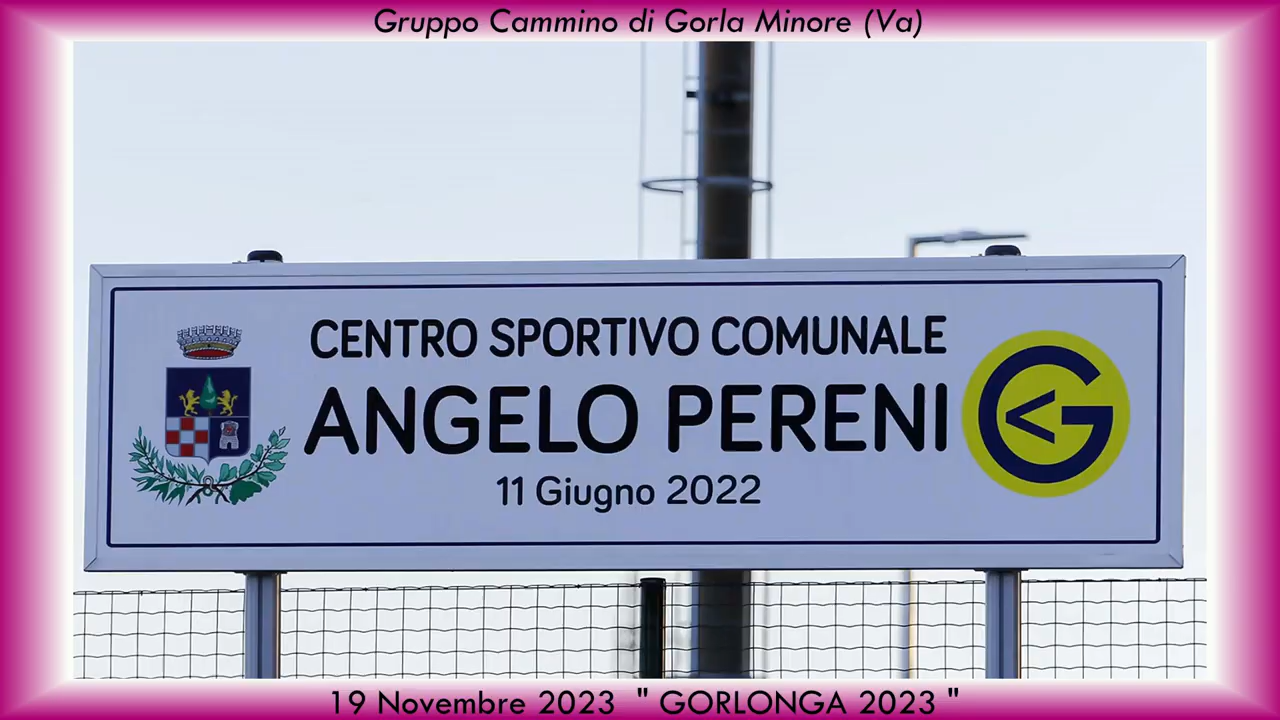 Gruppo Cammino di Gorla Minore (Va)
CENTRO SPORTIVO COMUNALE
ANGELO PERENI
11 Giugno 2022
19 Novembre 2023 " GORLONGA 2023 "